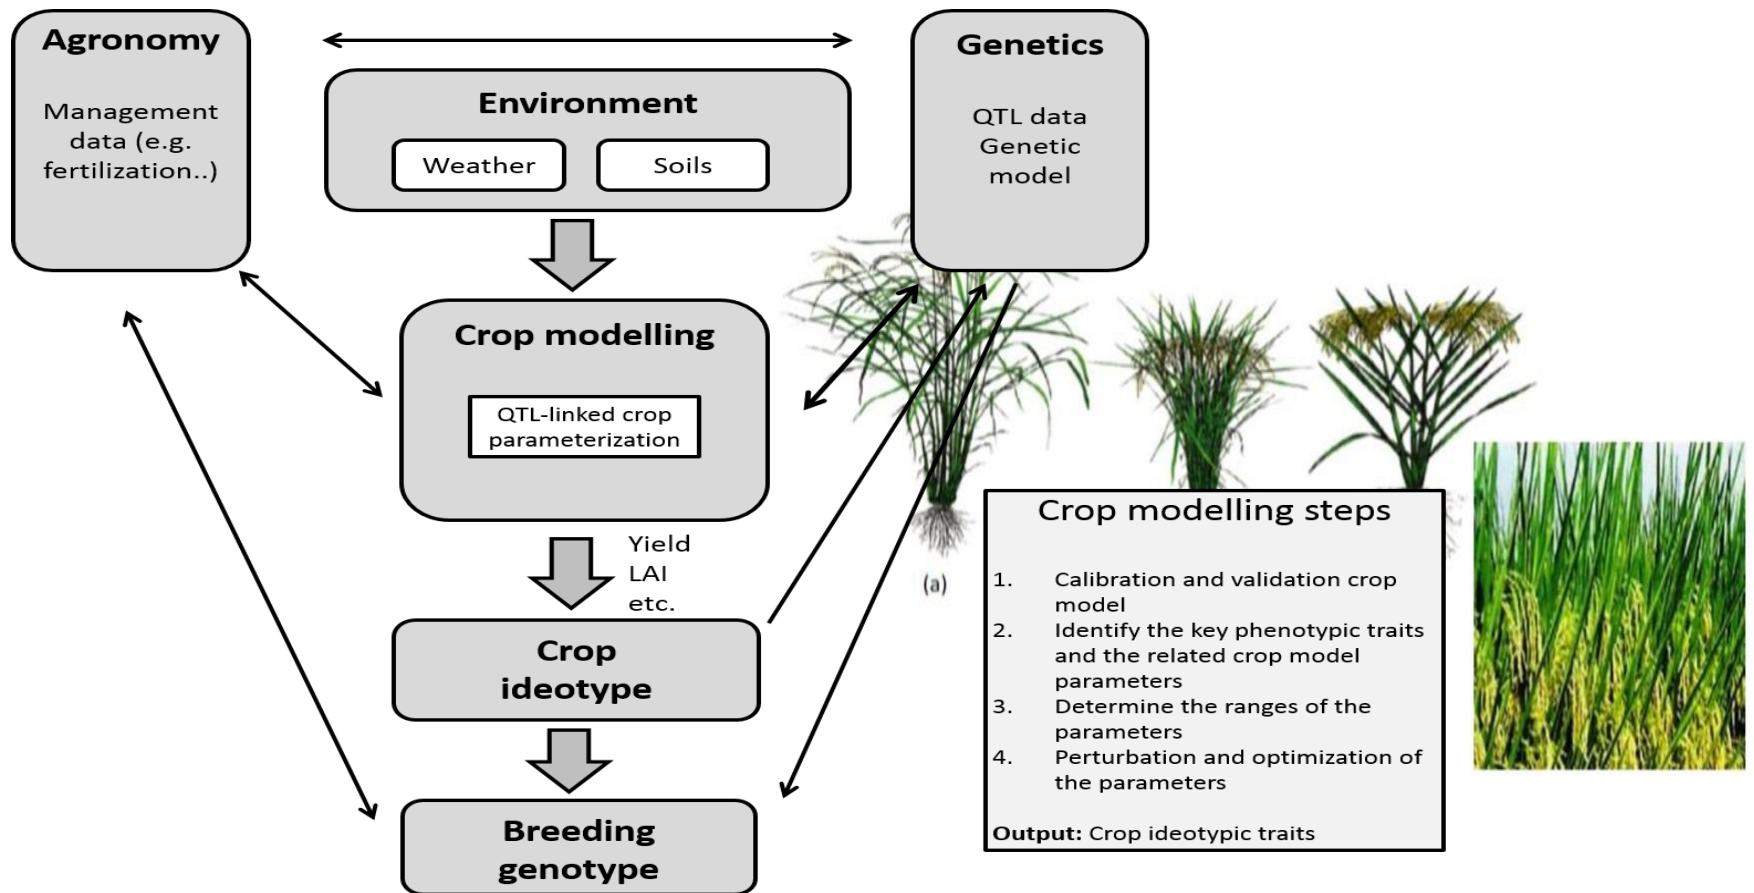 Agronomy
Management
data (e.g.
fertilization..)
Environment
Weather
Soils
Genetics
QTL data
Genetic
model
Crop modelling
QTL-linked crop
parameterization
Yield
LAI
etc.
Crop
ideotype
Breeding
genotype
(a)
Crop modelling steps
1. Calibration and validation crop
model
2. Identify the key phenotypic traits
and the related crop model
parameters
3. Determine the ranges of the
parameters
4. Perturbation and optimization of
the parameters
Output: Crop ideotypic traits